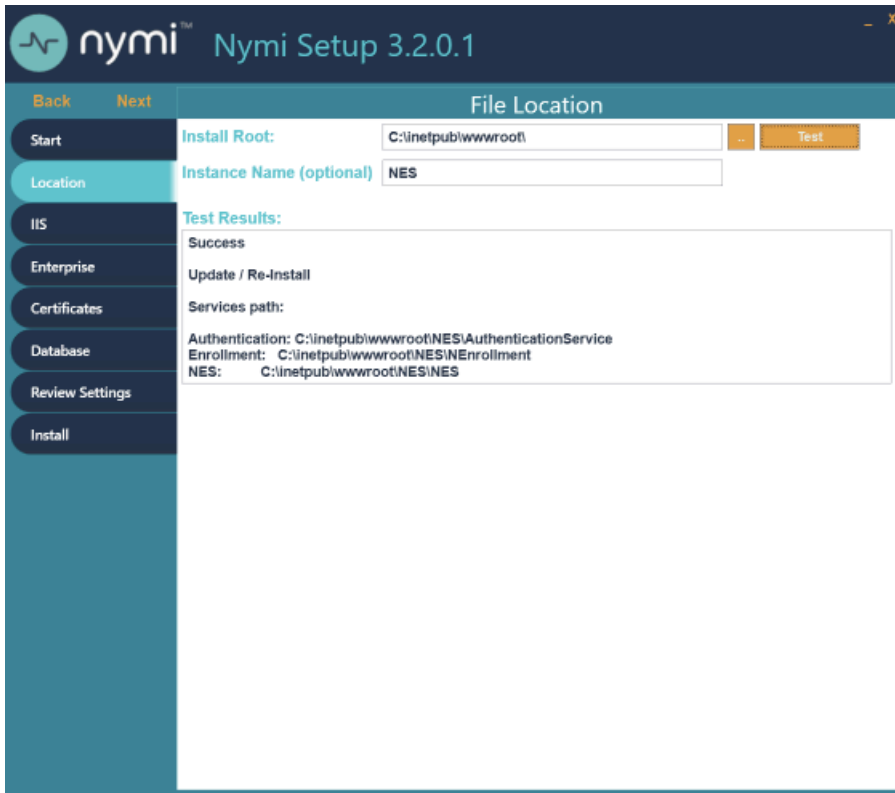 nymi™ Nymi Setup 3.2.0.1
_ X
Back Next
File Location
Start
Location
IIS
Enterprise
Certificates
Database
Review Settings
Install
Install Root: C:\inetpub\wwwroot\ .. Test
Instance Name (optional) NES
Test Results:
Success
Update / Re-Install
Services path:
Authentication: C:\inetpub\wwwroot\NES\AuthenticationService
Enrollment: C:\inetpub\wwwroot\NES\NEnrollment
NES: C:\inetpub\wwwroot\NES\NES